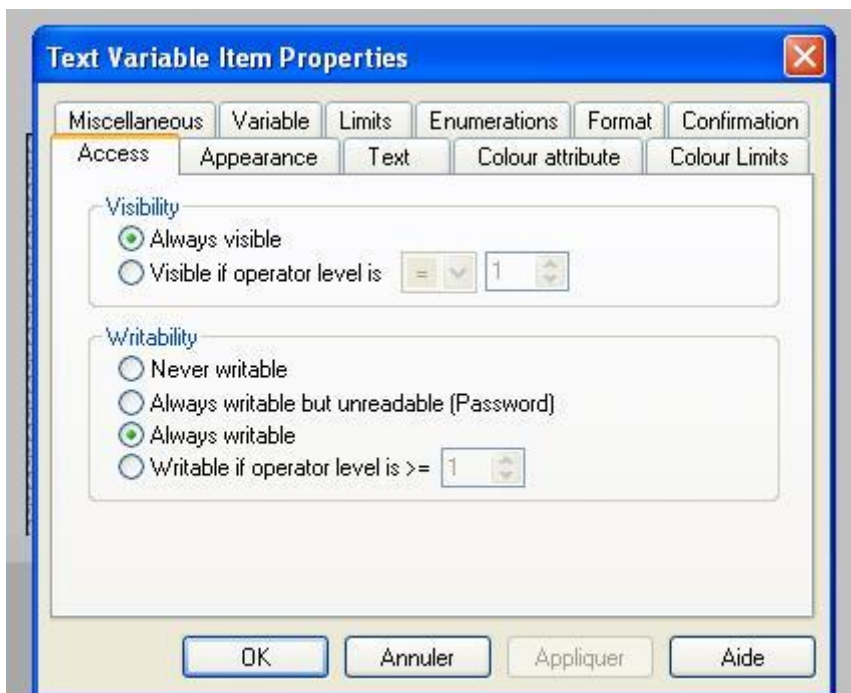 Text Variable Item Properties
Miscellaneous Variable Limits Enumerations Format Confirmation
Access Appearance Text Colour attribute Colour Limits
Visibility
Always visible
Visible if operator level is = 1
Writability
Never writable
Always writable but unreadable (Password)
Always writable
Writable if operator level is >= 1
OK Annuler Appliquer Aide